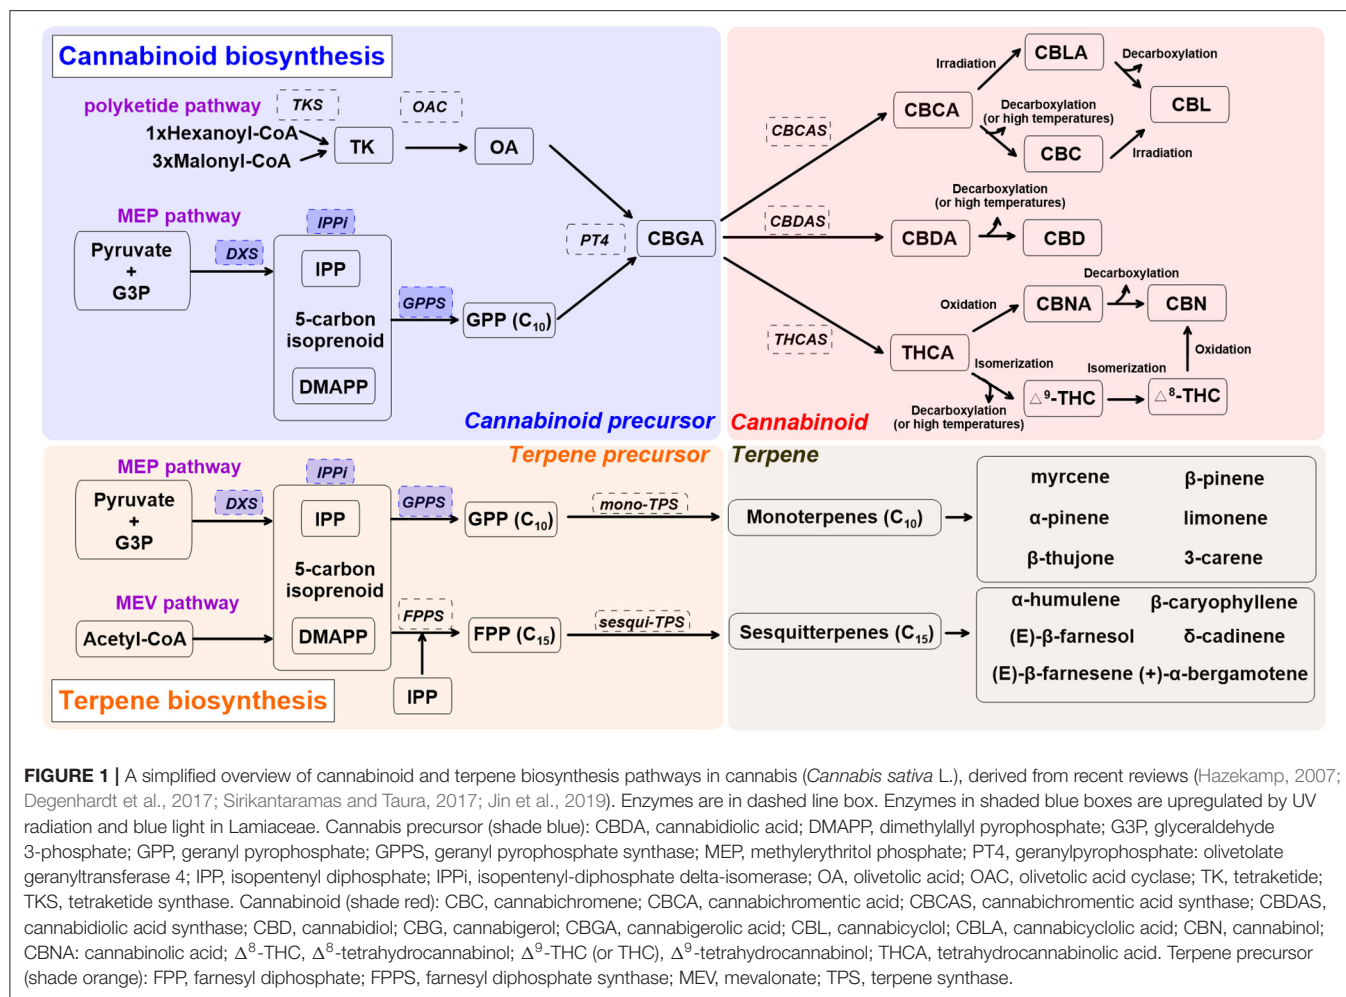 Cannabinoid biosynthesis
polyketide pathway
TKS
OAC
1xHexanoyl-CoA
3xMalonyl-CoA
TK
OA
MEP pathway
Pyruvate
+
G3P
DXS
IPPi
IPP
5-carbon
isoprenoid
DMAPP
GPPS
GPP (C₁₀)
PT4
CBGA
Cannabinoid precursor
CBCAS
CBDAS
THCAS
CBCA
Irradiation
CBLA
Decarboxylation
CBL
Decarboxylation
(or high temperatures)
CBC
Irradiation
CBDA
Decarboxylation
(or high temperatures)
CBD
THCA
Oxidation
CBNA
Decarboxylation
CBN
Oxidation
Isomerization
Decarboxylation
(or high temperatures)
△⁹-THC
Isomerization
△⁸-THC
Cannabinoid
Terpene precursor
Terpene
MEP pathway
Pyruvate
+
G3P
DXS
IPPi
IPP
5-carbon
isoprenoid
DMAPP
GPPS
GPP (C₁₀)
mono-TPS
Monoterpenes (C₁₀)
myrcene
β-pinene
α-pinene
limonene
β-thujone
3-carene
MEV pathway
Acetyl-CoA
FPPS
IPP
FPP (C₁₅)
sesqui-TPS
Sesquitterpenes (C₁₅)
α-humulene
β-caryophyllene
(E)-β-farnesol
δ-cadinene
(E)-β-farnesene
(+)-α-bergamotene
Terpene biosynthesis
FIGURE 1 | A simplified overview of cannabinoid and terpene biosynthesis pathways in cannabis (Cannabis sativa L.), derived from recent reviews (Hazekamp, 2007;
Degenhardt et al., 2017; Sirikantaramas and Taura, 2017; Jin et al., 2019). Enzymes are in dashed line box. Enzymes in shaded blue boxes are upregulated by UV
radiation and blue light in Lamiaceae. Cannabis precursor (shade blue): CBDA, cannabidiolic acid; DMAPP, dimethylallyl pyrophosphate; G3P, glyceraldehyde
3-phosphate; GPP, geranyl pyrophosphate; GPPS, geranyl pyrophosphate synthase; MEP, methylerythritol phosphate; PT4, geranylpyrophosphate: olivetolate
geranyltransferase 4; IPP, isopentenyl diphosphate; IPPi, isopentenyl-diphosphate delta-isomerase; OA, olivetolic acid; OAC, olivetolic acid cyclase; TK, tetraketide;
TKS, tetraketide synthase. Cannabinoid (shade red): CBC, cannabichromene; CBCA, cannabichromentic acid; CBCAS, cannabichromentic acid synthase; CBDAS,
cannabidiolic acid synthase; CBD, cannabidiol; CBG, cannabigerol; CBGA, cannabigerolic acid; CBL, cannabicyclol; CBLA, cannabicyclolic acid; CBN, cannabinol;
CBNA: cannabinolic acid; Δ⁸-THC, Δ⁸-tetrahydrocannabinol; Δ⁹-THC (or THC), Δ⁹-tetrahydrocannabinol; THCA, tetrahydrocannabinolic acid. Terpene precursor
(shade orange): FPP, farnesyl diphosphate; FPPS, farnesyl diphosphate synthase; MEV, mevalonate; TPS, terpene synthase.